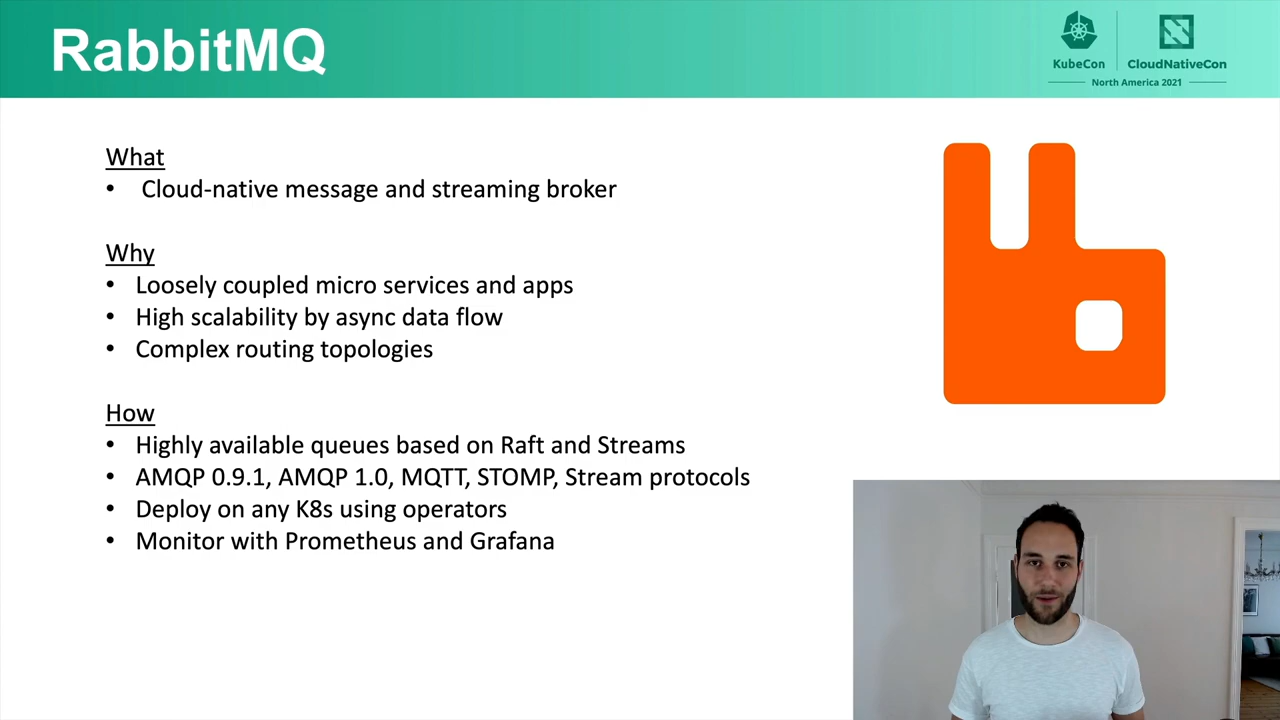 RabbitMQ
KubeCon
CloudNativeCon
North America 2021
What
• Cloud-native message and streaming broker
Why
• Loosely coupled micro services and apps
• High scalability by async data flow
• Complex routing topologies
How
• Highly available queues based on Raft and Streams
• AMQP 0.9.1, AMQP 1.0, MQTT, STOMP, Stream protocols
• Deploy on any K8s using operators
• Monitor with Prometheus and Grafana